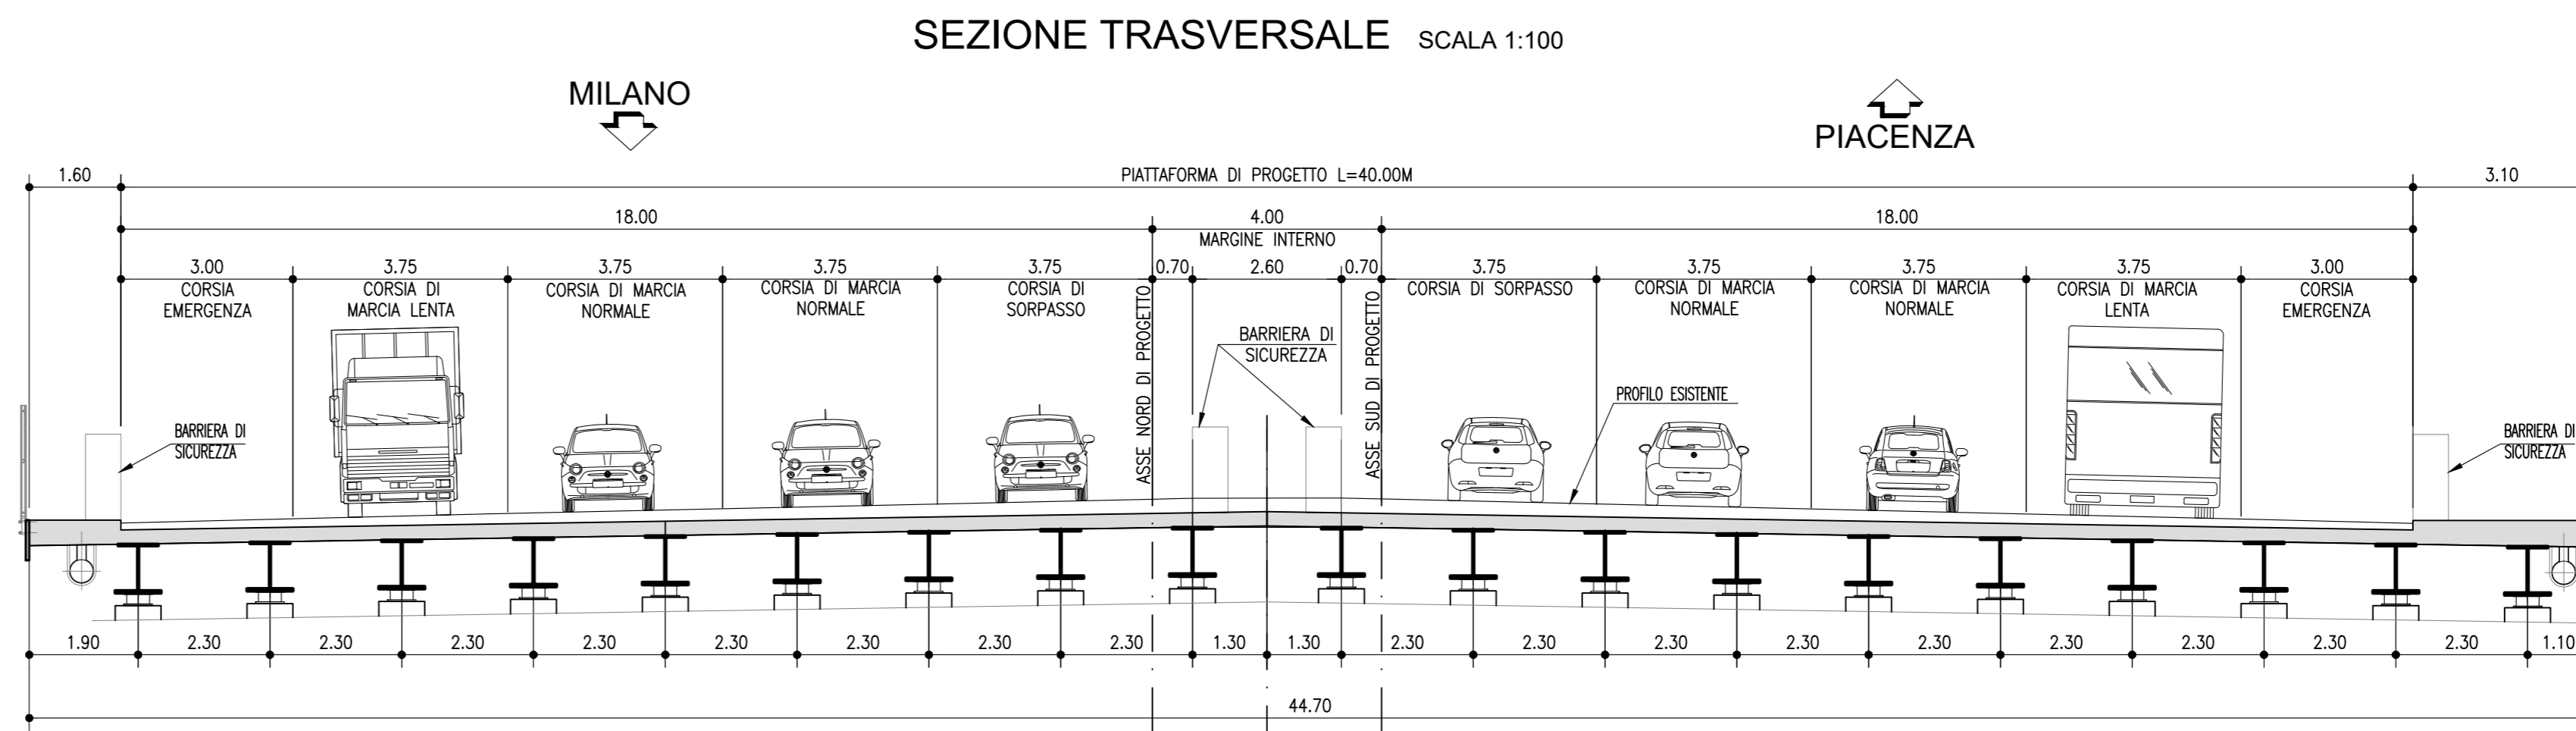 SEZIONE TRASVERSALE SCALA 1:100
MILANO
PIACENZA
1.60 PIATTAFORMA DI PROGETTO L=40.00M 3.10
18.00 4.00 18.00
MARGINE INTERNO
3.00 3.75 3.75 3.75 3.75 0.70 2.60 0.70 3.75 3.75 3.75 3.75 3.00
CORSIA
EMERGENZA
CORSIA DI
MARCIA LENTA
CORSIA DI MARCIA
NORMALE
CORSIA DI MARCIA
NORMALE
CORSIA DI
SORPASSO
ASSE NORD DI PROGETTO
BARRIERA DI
SICUREZZA
ASSE SUD DI PROGETTO
CORSIA DI SORPASSO
CORSIA DI MARCIA
NORMALE
CORSIA DI MARCIA
NORMALE
CORSIA DI MARCIA
LENTA
CORSIA
EMERGENZA
PROFILO ESISTENTE
BARRIERA DI
SICUREZZA
BARRIERA DI
SICUREZZA
1.90 2.30 2.30 2.30 2.30 2.30 2.30 2.30 2.30 1.30 1.30 2.30 2.30 2.30 2.30 2.30 2.30 2.30 2.30 2.30 1.10
44.70